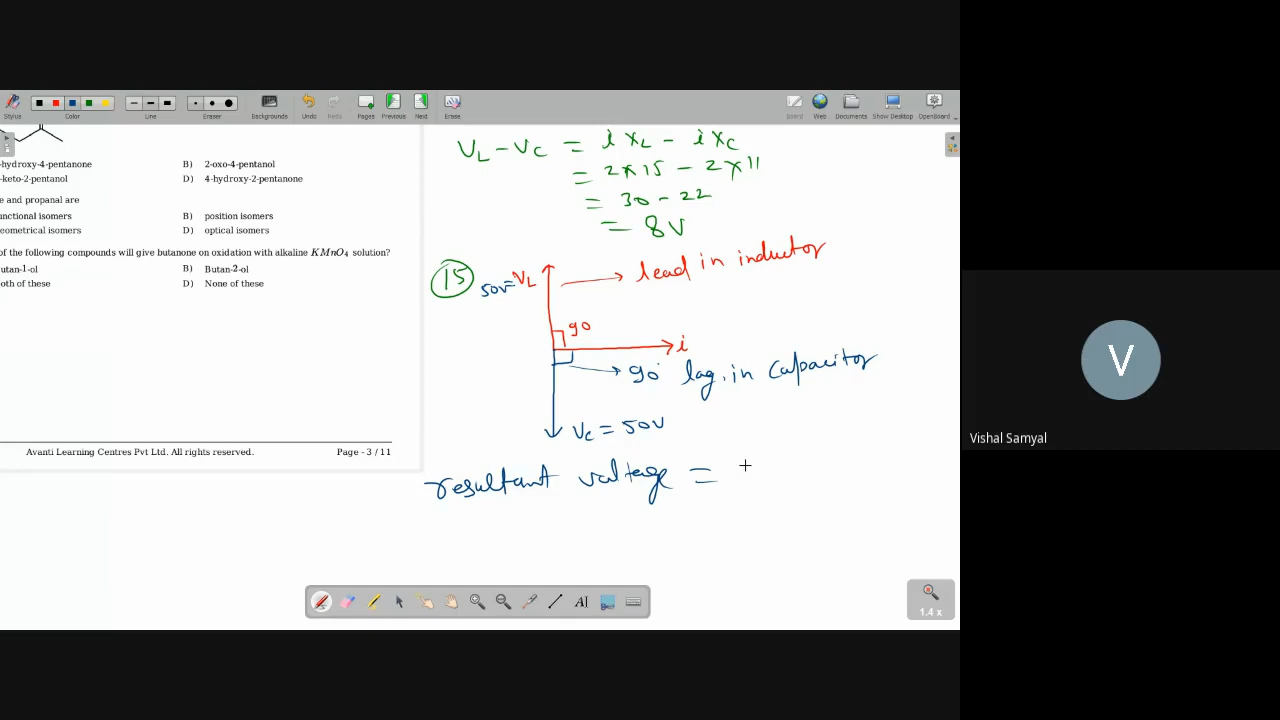 Stylus
Color
Line
Eraser
Backgrounds
Undo
Redo
Pages
Previous
Next
Erase
Board
Web
Documents
Show Desktop
OpenBoard
-hydroxy-4-pentanone B) 2-oxo-4-pentanol
-keto-2-pentanol D) 4-hydroxy-2-pentanone
e and propanal are
unctional isomers B) position isomers
eometrical isomers D) optical isomers
of the following compounds will give butanone on oxidation with alkaline KMnO₄ solution?
utan-1-ol B) Butan-2-ol
oth of these D) None of these
Avanti Learning Centres Pvt Ltd. All rights reserved. Page - 3 / 11
VL - VC = i XL - i XC
= 2×15 - 2×11
= 30 - 22
= 8V
15
50V = VL → lead in inductor
90
i
90° lag in capacitor
VC = 50V
resultant voltage =
1.4 x
V
Vishal Samyal